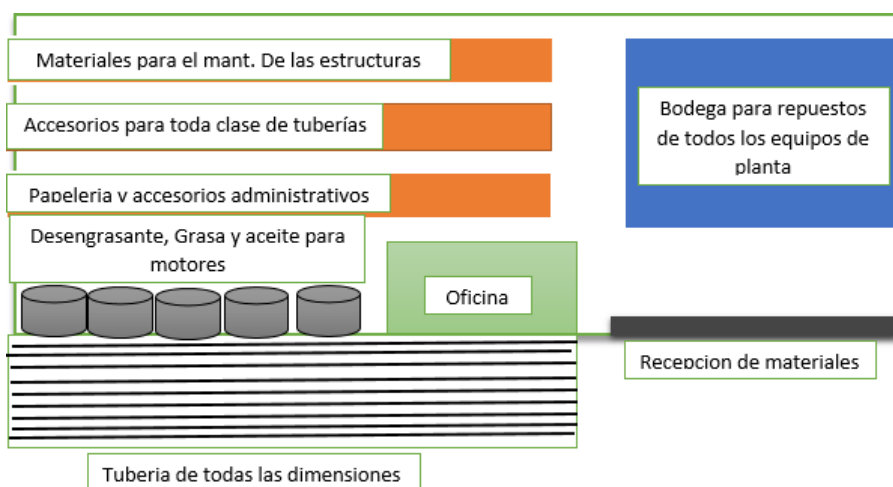 Materiales para el mant. De las estructuras
Accesorios para toda clase de tuberías
Papeleria y accesorios administrativos
Desengrasante, Grasa y aceite para
motores
Oficina
Bodega para repuestos
de todos los equipos de
planta
Recepcion de materiales
Tuberia de todas las dimensiones